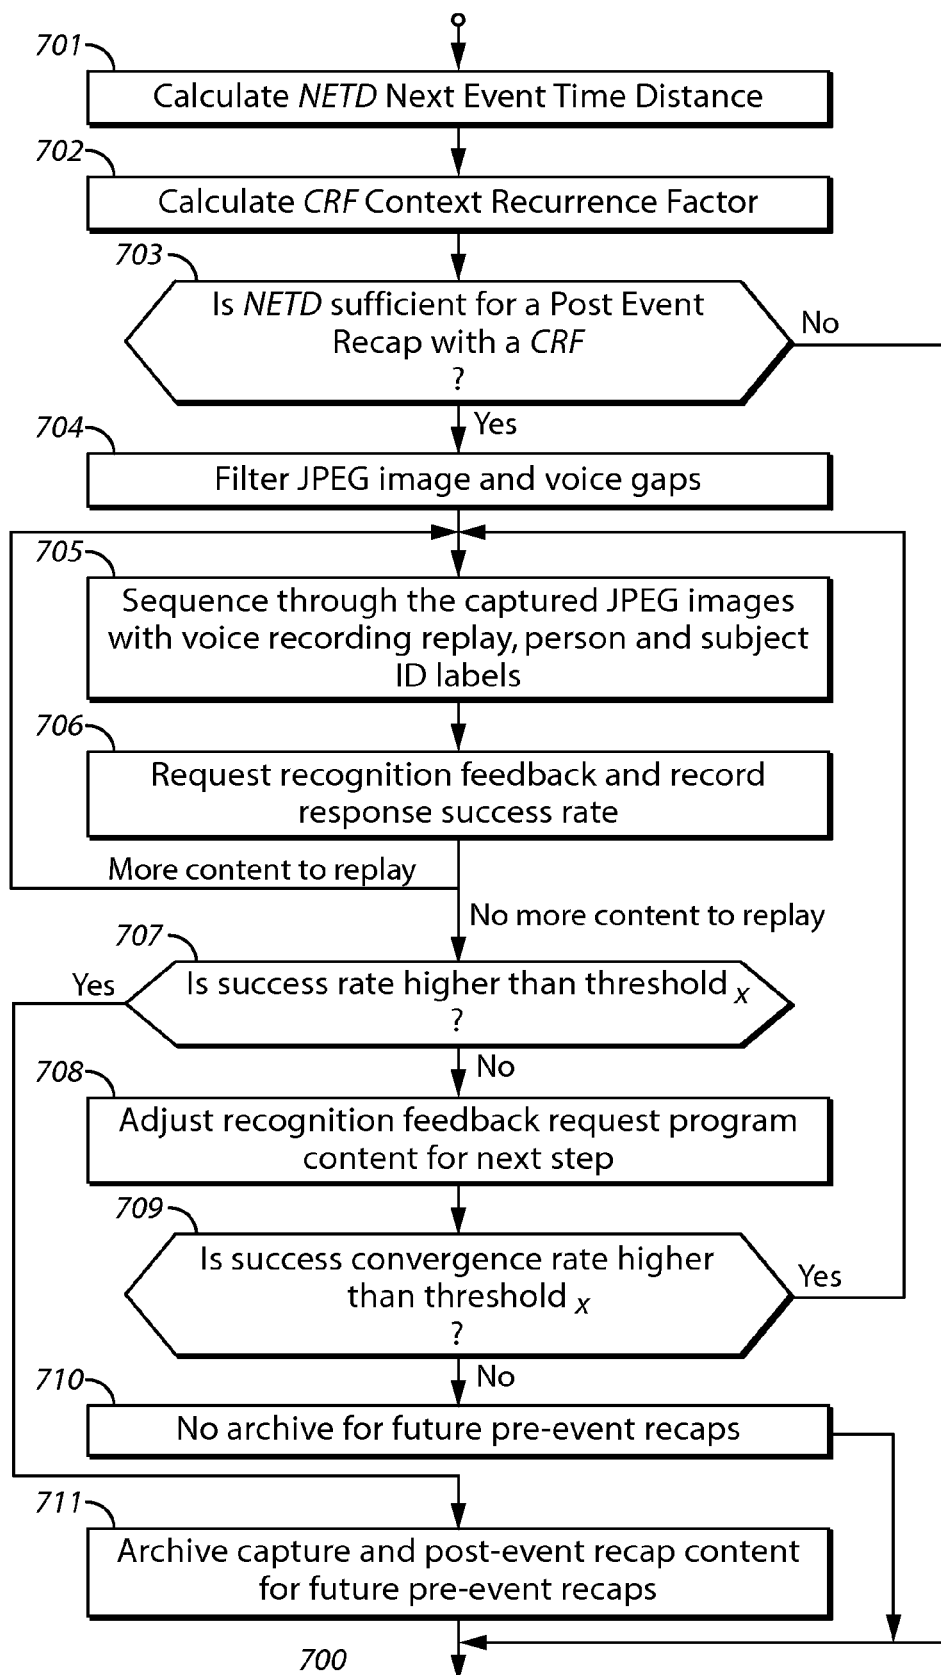 701
Calculate NETD Next Event Time Distance
702
Calculate CRF Context Recurrence Factor
703
Is NETD sufficient for a Post Event
Recap with a CRF
?
No
Yes
704
Filter JPEG image and voice gaps
705
Sequence through the captured JPEG images
with voice recording replay, person and subject
ID labels
706
Request recognition feedback and record
response success rate
More content to replay
No more content to replay
707
Yes
Is success rate higher than threshold x
?
No
708
Adjust recognition feedback request program
content for next step
709
Is success convergence rate higher
than threshold x
?
Yes
No
710
No archive for future pre-event recaps
711
Archive capture and post-event recap content
for future pre-event recaps
700